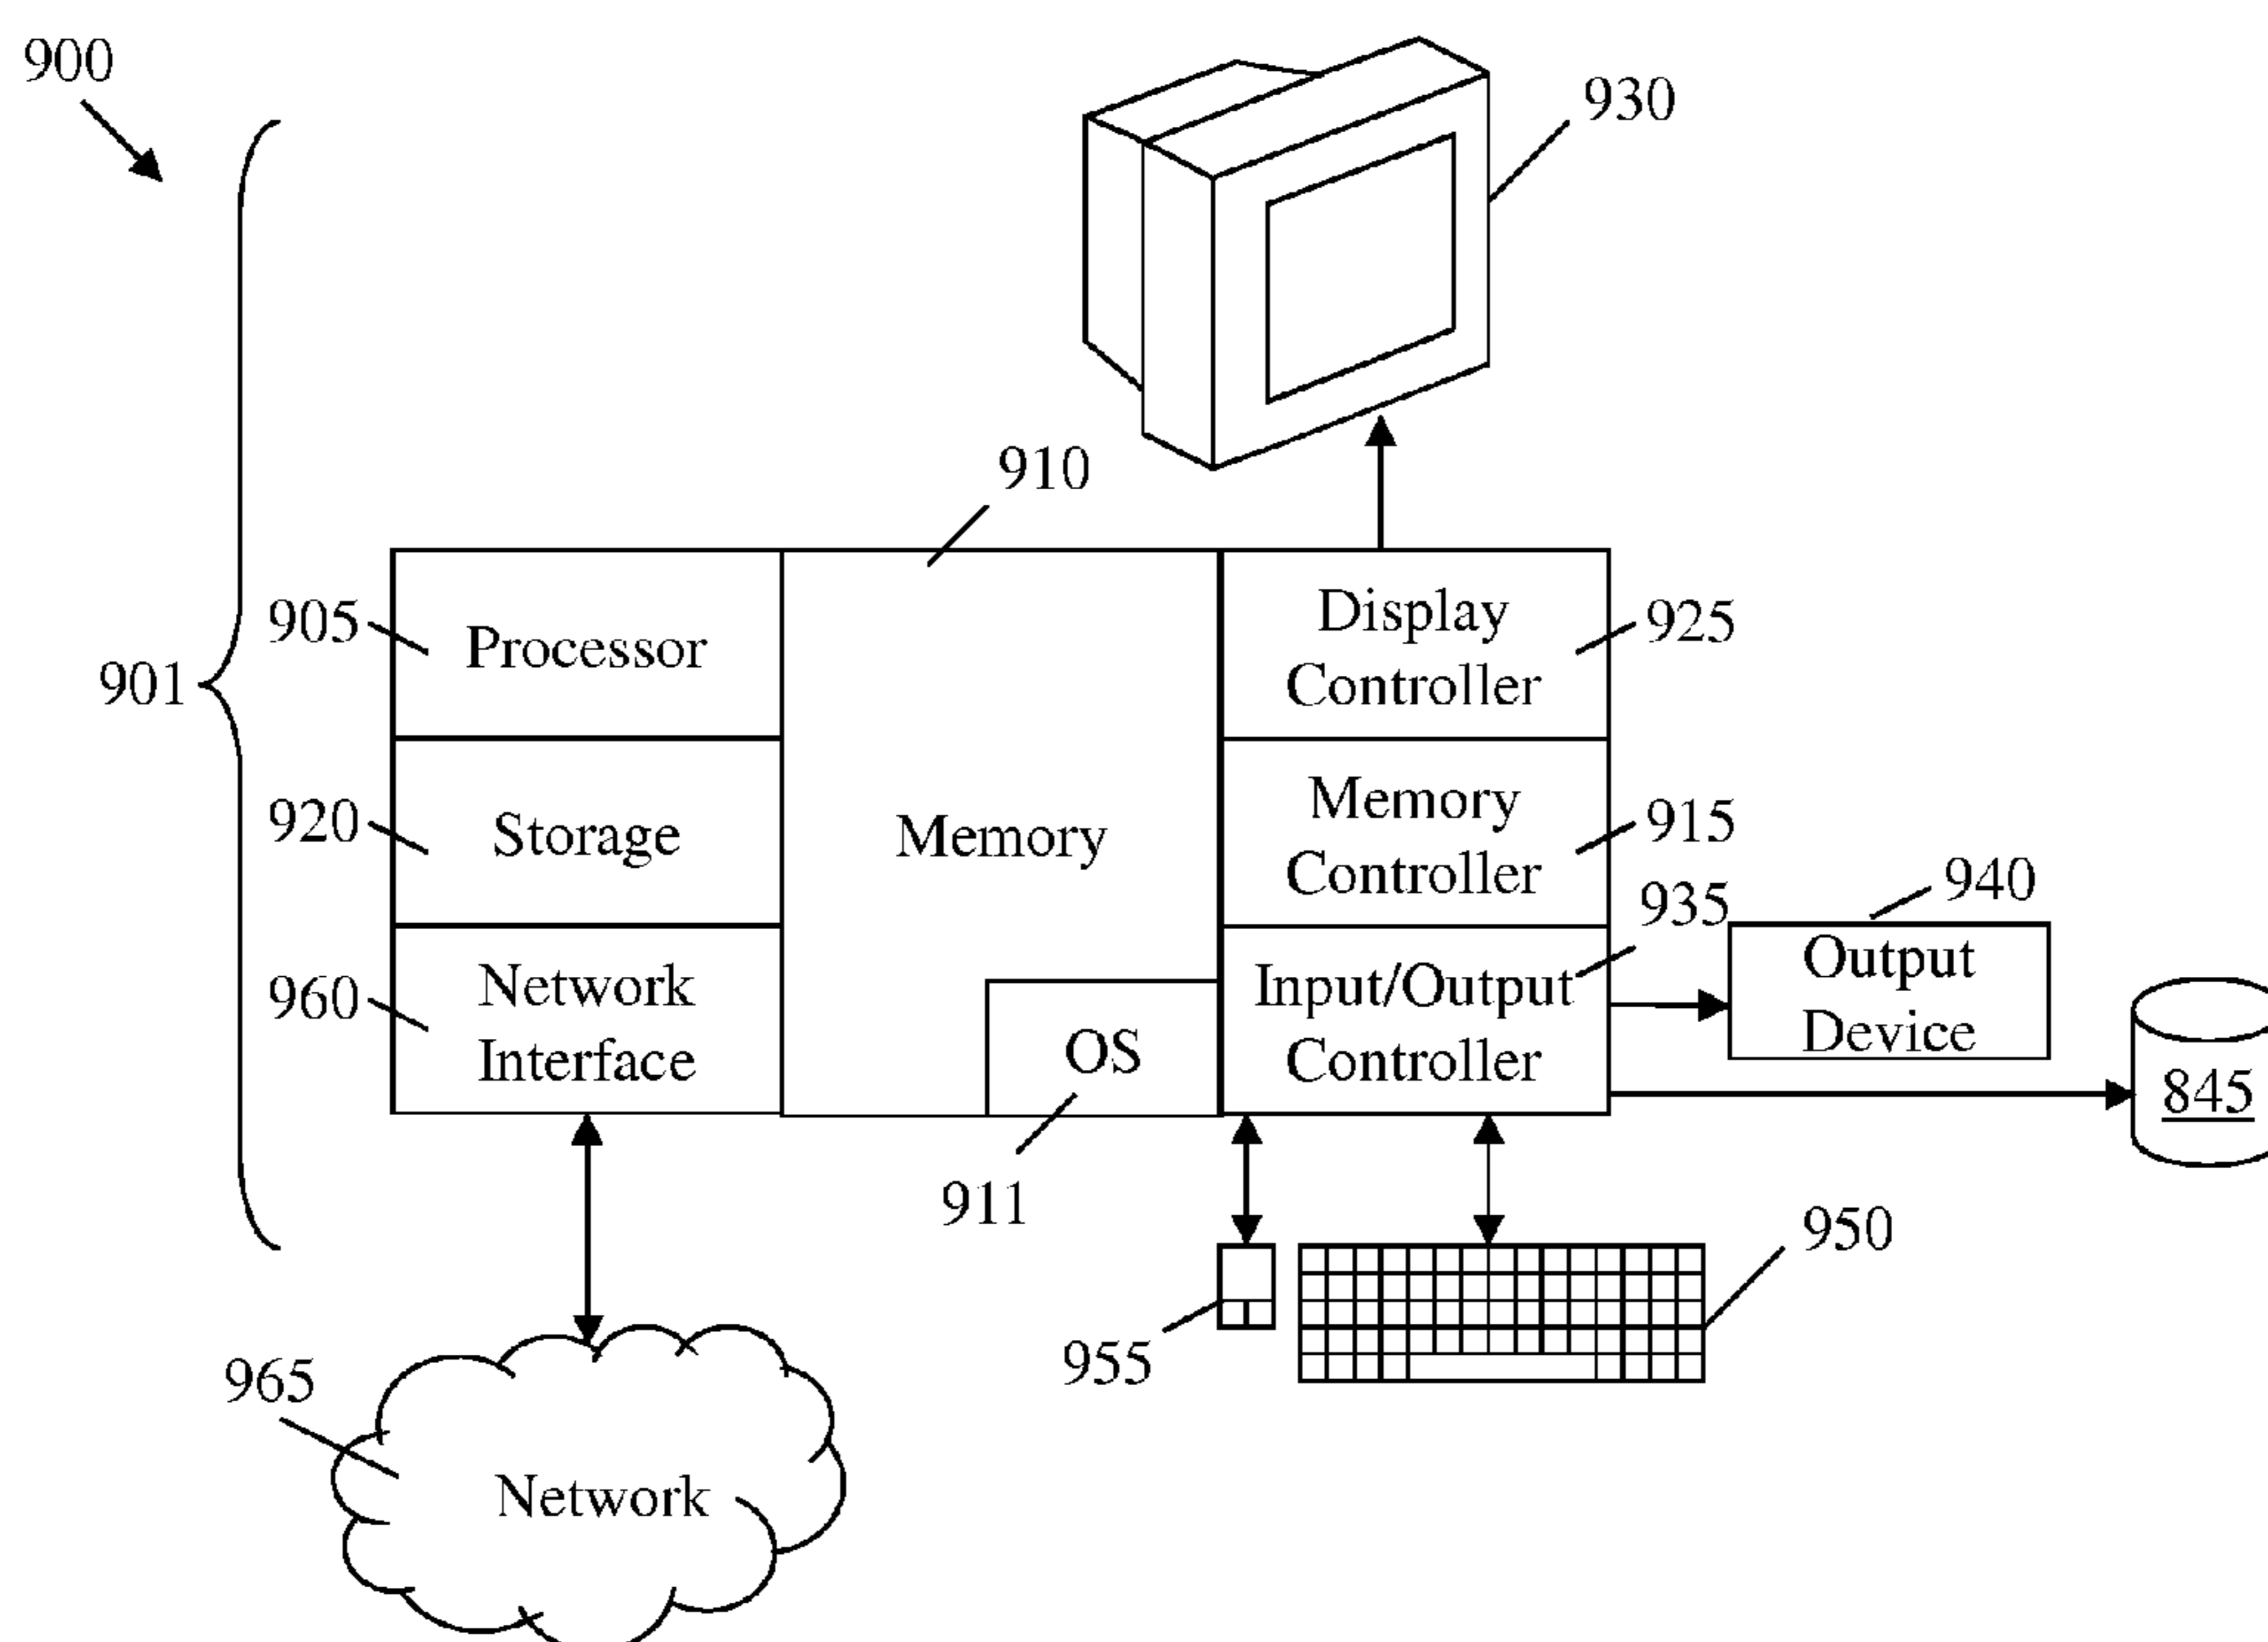 900
930
910
905
Processor
Display
Controller
925
901
920
Storage
Memory
Memory
Controller
915
935
940
Output
Device
960
Network
Interface
OS
Input/Output
Controller
845
911
950
955
965
Network